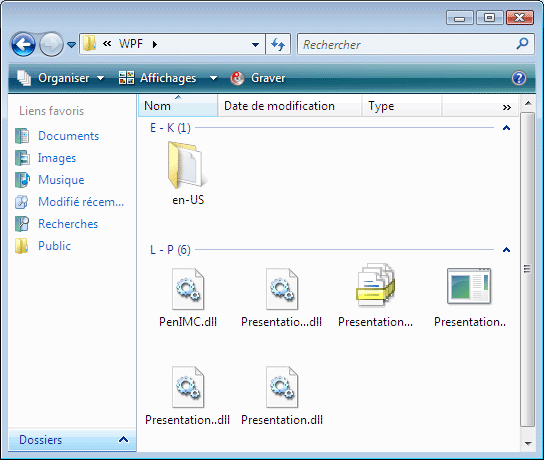 WPF
Rechercher
Organiser
Affichages
Graver
Liens favoris
Documents
Images
Musique
Modifié récem...
Recherches
Public
Dossiers
Nom
Date de modification
Type
E - K (1)
en-US
L - P (6)
PenIMC.dll
Presentatio...dll
Presentation...
Presentation..
Presentation..dll
Presentation.dll